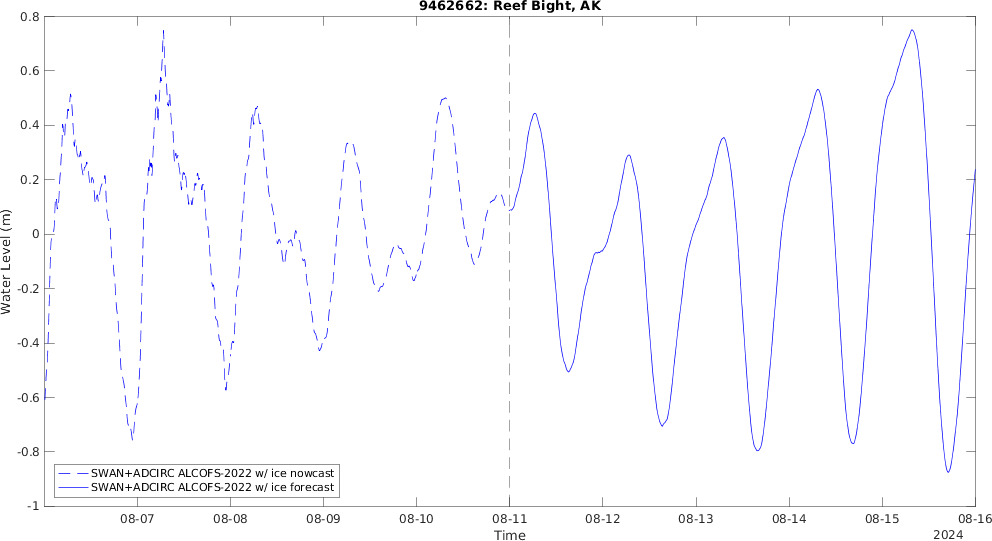 9462662: Reef Bight, AK
Water Level (m)
0.8
0.6
0.4
0.2
0
-0.2
-0.4
-0.6
-0.8
-1
SWAN+ADCIRC ALCOFS-2022 w/ ice nowcast
SWAN+ADCIRC ALCOFS-2022 w/ ice forecast
08-07 08-08 08-09 08-10 08-11 08-12 08-13 08-14 08-15 08-16
Time
2024